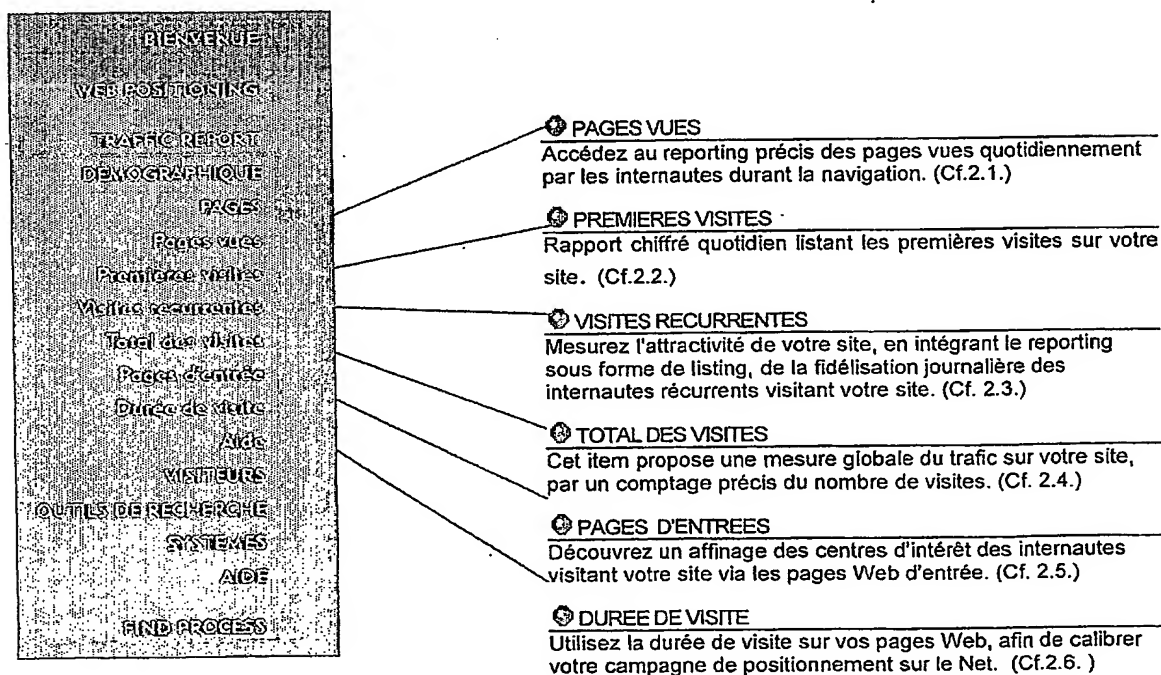 BIENVENUE
WEB POSITIONING
TRAFFIC REPORT
DEMOGRAPHIQUE
PAGES
Pages vues
Premières visites
Visites recurrentes
Total des visites
Pages d'entrée
Durée de visite
Aide
VISITEURS
OUTILS DE RECHERCHE
SYSTEMES
AIDE
FIND PROCESS
PAGES VUES
Accédez au reporting précis des pages vues quotidiennement
par les internautes durant la navigation. (Cf.2.1.)
PREMIERES VISITES
Rapport chiffré quotidien listant les premières visites sur votre
site. (Cf.2.2.)
VISITES RECURRENTES
Mesurez l'attractivité de votre site, en intégrant le reporting
sous forme de listing, de la fidélisation journalière des
internautes récurrents visitant votre site. (Cf. 2.3.)
TOTAL DES VISITES
Cet item propose une mesure globale du trafic sur votre site,
par un comptage précis du nombre de visites. (Cf. 2.4.)
PAGES D'ENTREES
Découvrez un affinage des centres d'intérêt des internautes
visitant votre site via les pages Web d'entrée. (Cf. 2.5.)
DUREE DE VISITE
Utilisez la durée de visite sur vos pages Web, afin de calibrer
votre campagne de positionnement sur le Net. (Cf.2.6. )